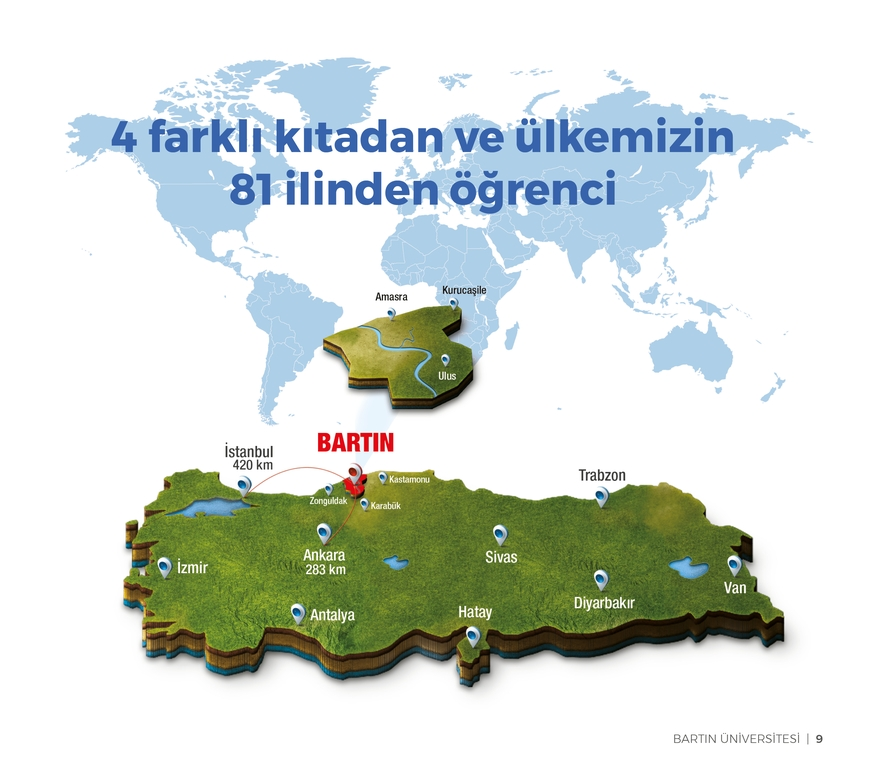 4 farklı kıtadan ve ülkemizin
81 ilinden öğrenci
Amasra
Kurucaşile
Ulus
BARTIN
İstanbul
420 km
Kastamonu
Zonguldak
Karabük
Trabzon
Ankara
283 km
Sivas
İzmir
Van
Diyarbakır
Antalya
Hatay
BARTIN ÜNİVERSİTESİ | 9